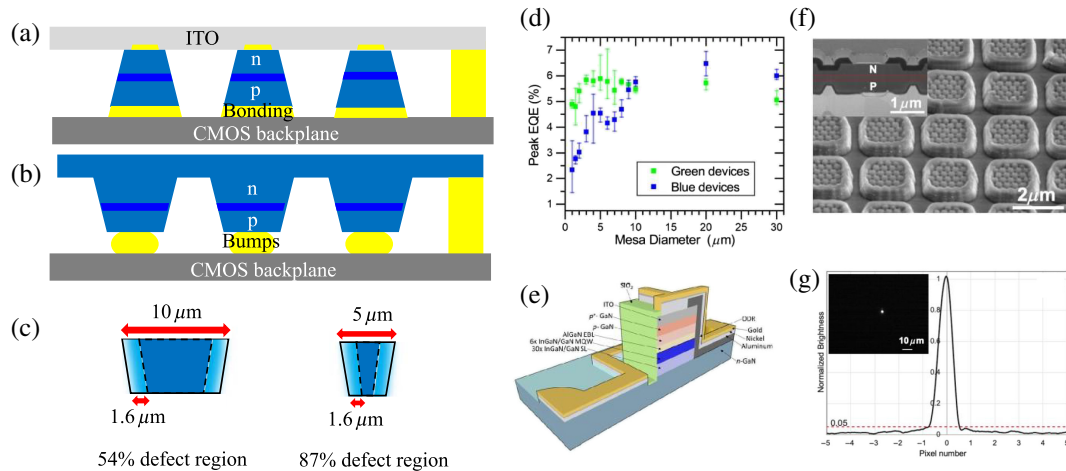 (a)
ITO
n
p
Bonding
CMOS backplane
(b)
n
p
Bumps
CMOS backplane
(c)
10 μm
5 μm
1.6 μm
1.6 μm
54% defect region
87% defect region
(d)
Peak EQE (%)
8
7
6
5
4
3
2
1
0
Green devices
Blue devices
0 5 10 15 20 25 30
Mesa Diameter (μm)
(e)
SiO2
ITO
p+- GaN
p- GaN
AlGaN EBL
6x InGaN/GaN MQW
30x InGaN/GaN SL
DDR
Gold
Nickel
Aluminum
n-GaN
(f)
N
P
1 μm
2 μm
(g)
Normalized Brightness
10 μm
1
0.8
0.6
0.4
0.2
0
0.05
-5 -4 -3 -2 -1 0 1 2 3 4 5
Pixel number